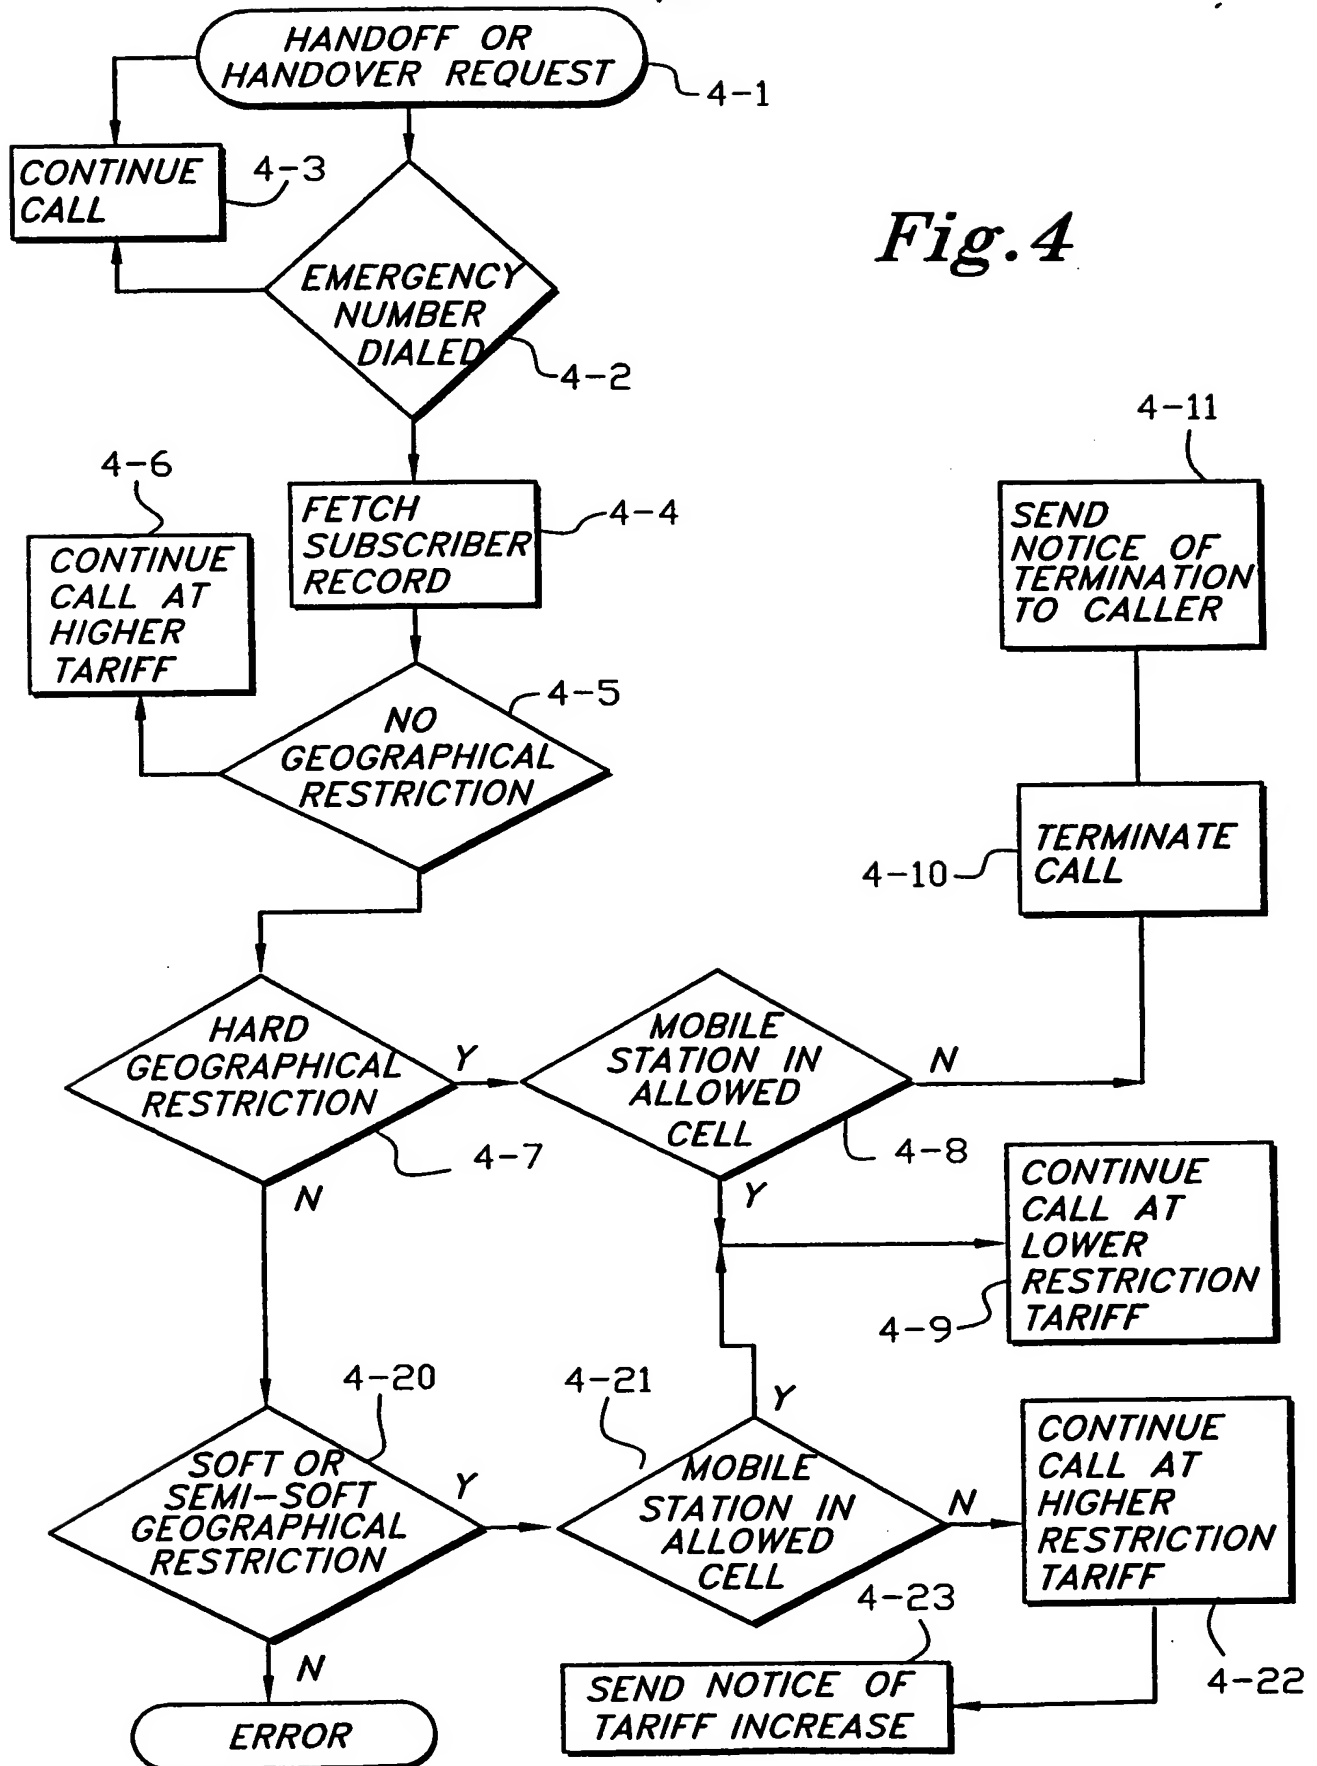 HANDOFF OR
HANDOVER REQUEST
4-1
CONTINUE
CALL
4-3
Fig.4
EMERGENCY
NUMBER
DIALED
4-2
4-11
4-6
FETCH
SUBSCRIBER
RECORD
4-4
SEND
NOTICE OF
TERMINATION
TO CALLER
CONTINUE
CALL AT
HIGHER
TARIFF
4-5
NO
GEOGRAPHICAL
RESTRICTION
TERMINATE
CALL
4-10
HARD
GEOGRAPHICAL
RESTRICTION
Y
4-7
N
MOBILE
STATION IN
ALLOWED
CELL
N
4-8
Y
CONTINUE
CALL AT
LOWER
RESTRICTION
TARIFF
4-9
4-20
SOFT OR
SEMI-SOFT
GEOGRAPHICAL
RESTRICTION
Y
4-21
Y
MOBILE
STATION IN
ALLOWED
CELL
N
CONTINUE
CALL AT
HIGHER
RESTRICTION
TARIFF
4-23
4-22
N
SEND NOTICE OF
TARIFF INCREASE
ERROR